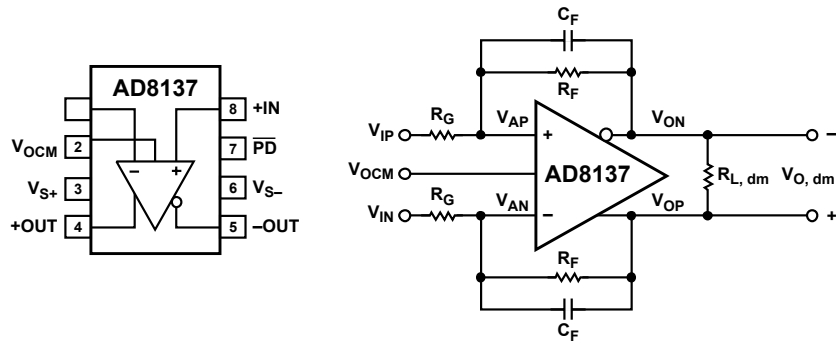 AD8137
8 +IN
VOCM 2
7 PD
VS+ 3
6 VS–
+OUT 4
5 –OUT
– +
CF
RF
RG
VIP
VAP
VON
–
+
VOCM
AD8137
RL, dm
VO, dm
VIN
RG
VAN
–
VOP
+
RF
CF